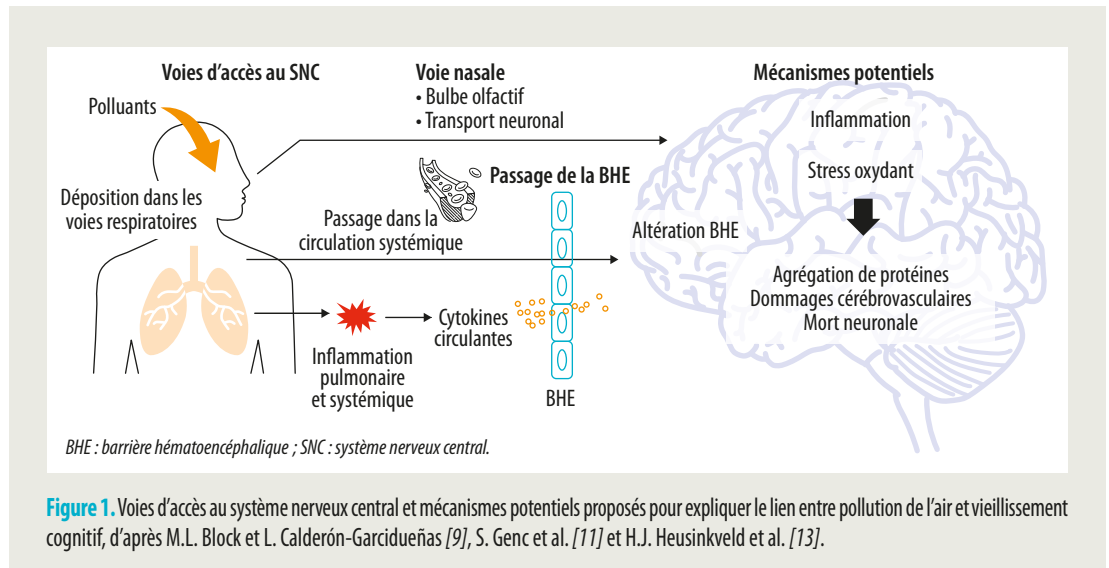 Voies d'accès au SNC
Polluants
Déposition dans les
voies respiratoires
Voie nasale
• Bulbe olfactif
• Transport neuronal
Passage de la BHE
Passage dans la
circulation systémique
Inflammation
pulmonaire
et systémique
Cytokines
circulantes
BHE
Mécanismes potentiels
Inflammation
Stress oxydant
Altération BHE
Agrégation de protéines
Dommages cérébrovasculaires
Mort neuronale
BHE : barrière hématoencéphalique ; SNC : système nerveux central.
Figure 1. Voies d'accès au système nerveux central et mécanismes potentiels proposés pour expliquer le lien entre pollution de l'air et vieillissement
cognitif, d'après M.L. Block et L. Calderón-Garcidueñas [9], S. Genc et al. [11] et H.J. Heusinkveld et al. [13].